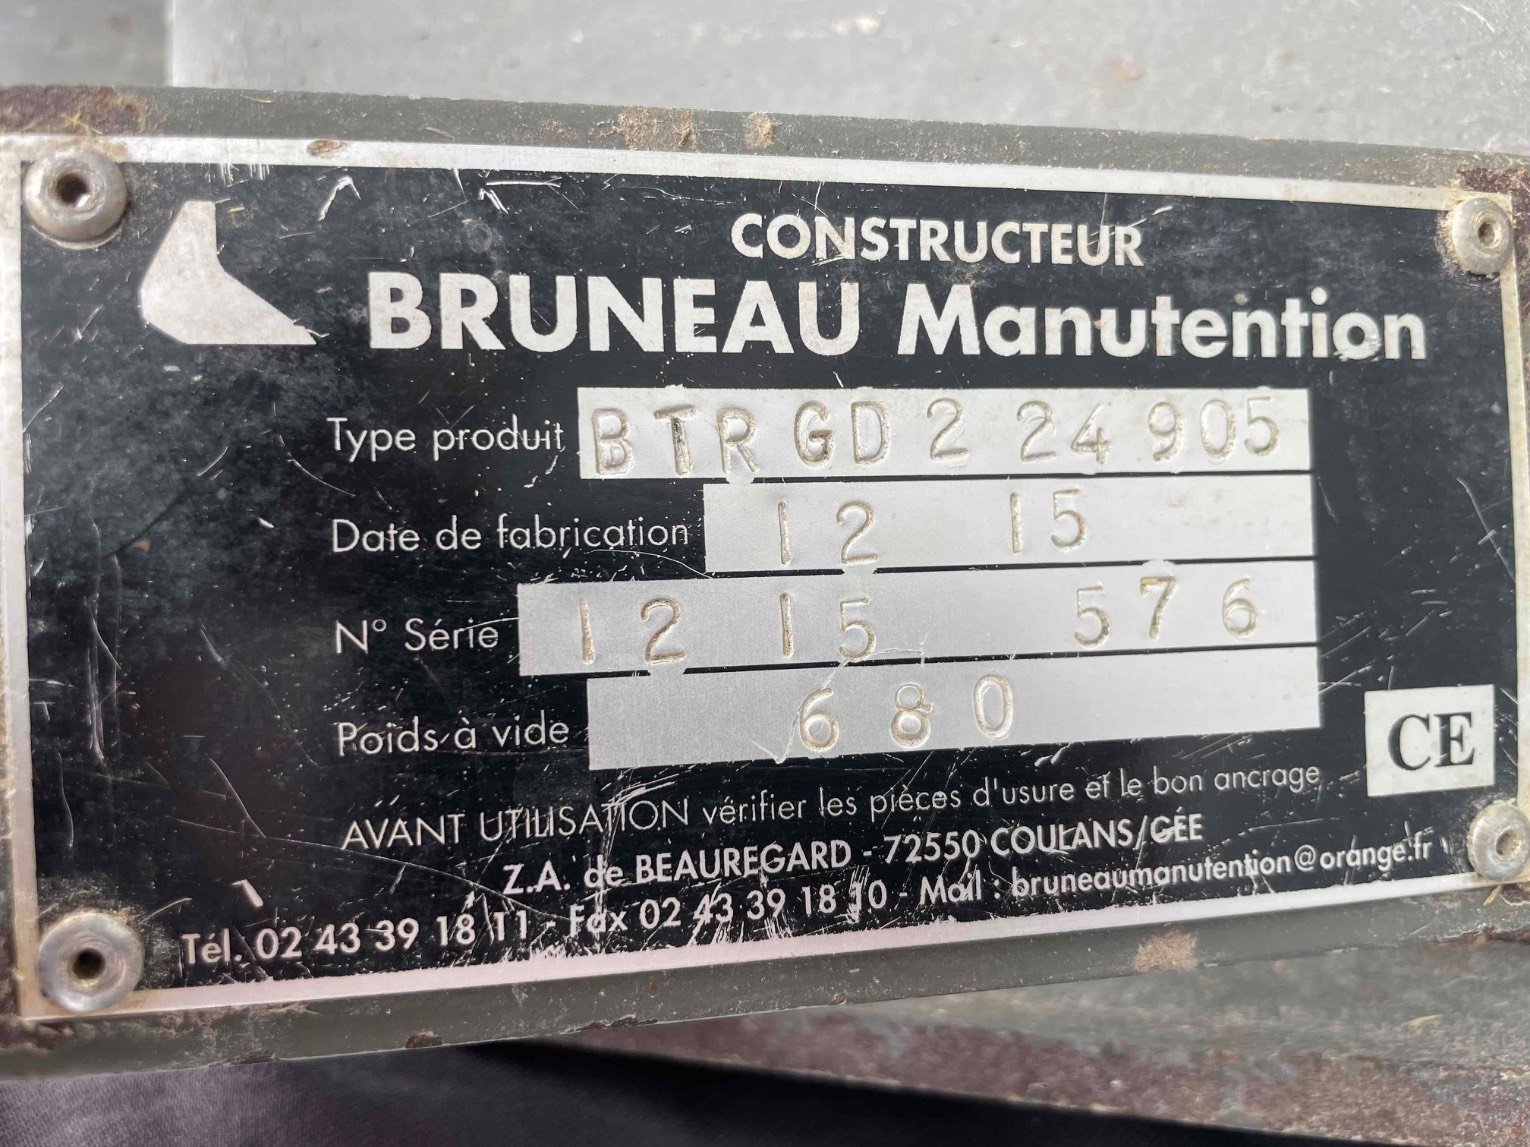 CONSTRUCTEUR
BRUNEAU Manutention
Type produit BTR GD 2 24 905
Date de fabrication 12 15
N° Série 12 15 576
Poids à vide 680
CE
AVANT UTILISATION vérifier les pièces d'usure et le bon ancrage
Z.A. de BEAUREGARD - 72550 COULANS/GÉE
Tél. 02 43 39 18 11 - Fax 02 43 39 18 10 - Mail : bruneaumanutention@orange.fr